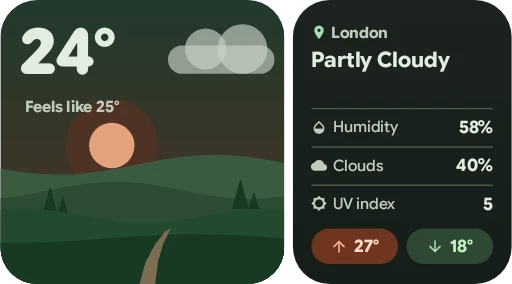 24°
Feels like 25°
London
Partly Cloudy
Humidity 58%
Clouds 40%
UV index 5
↑ 27° ↓ 18°